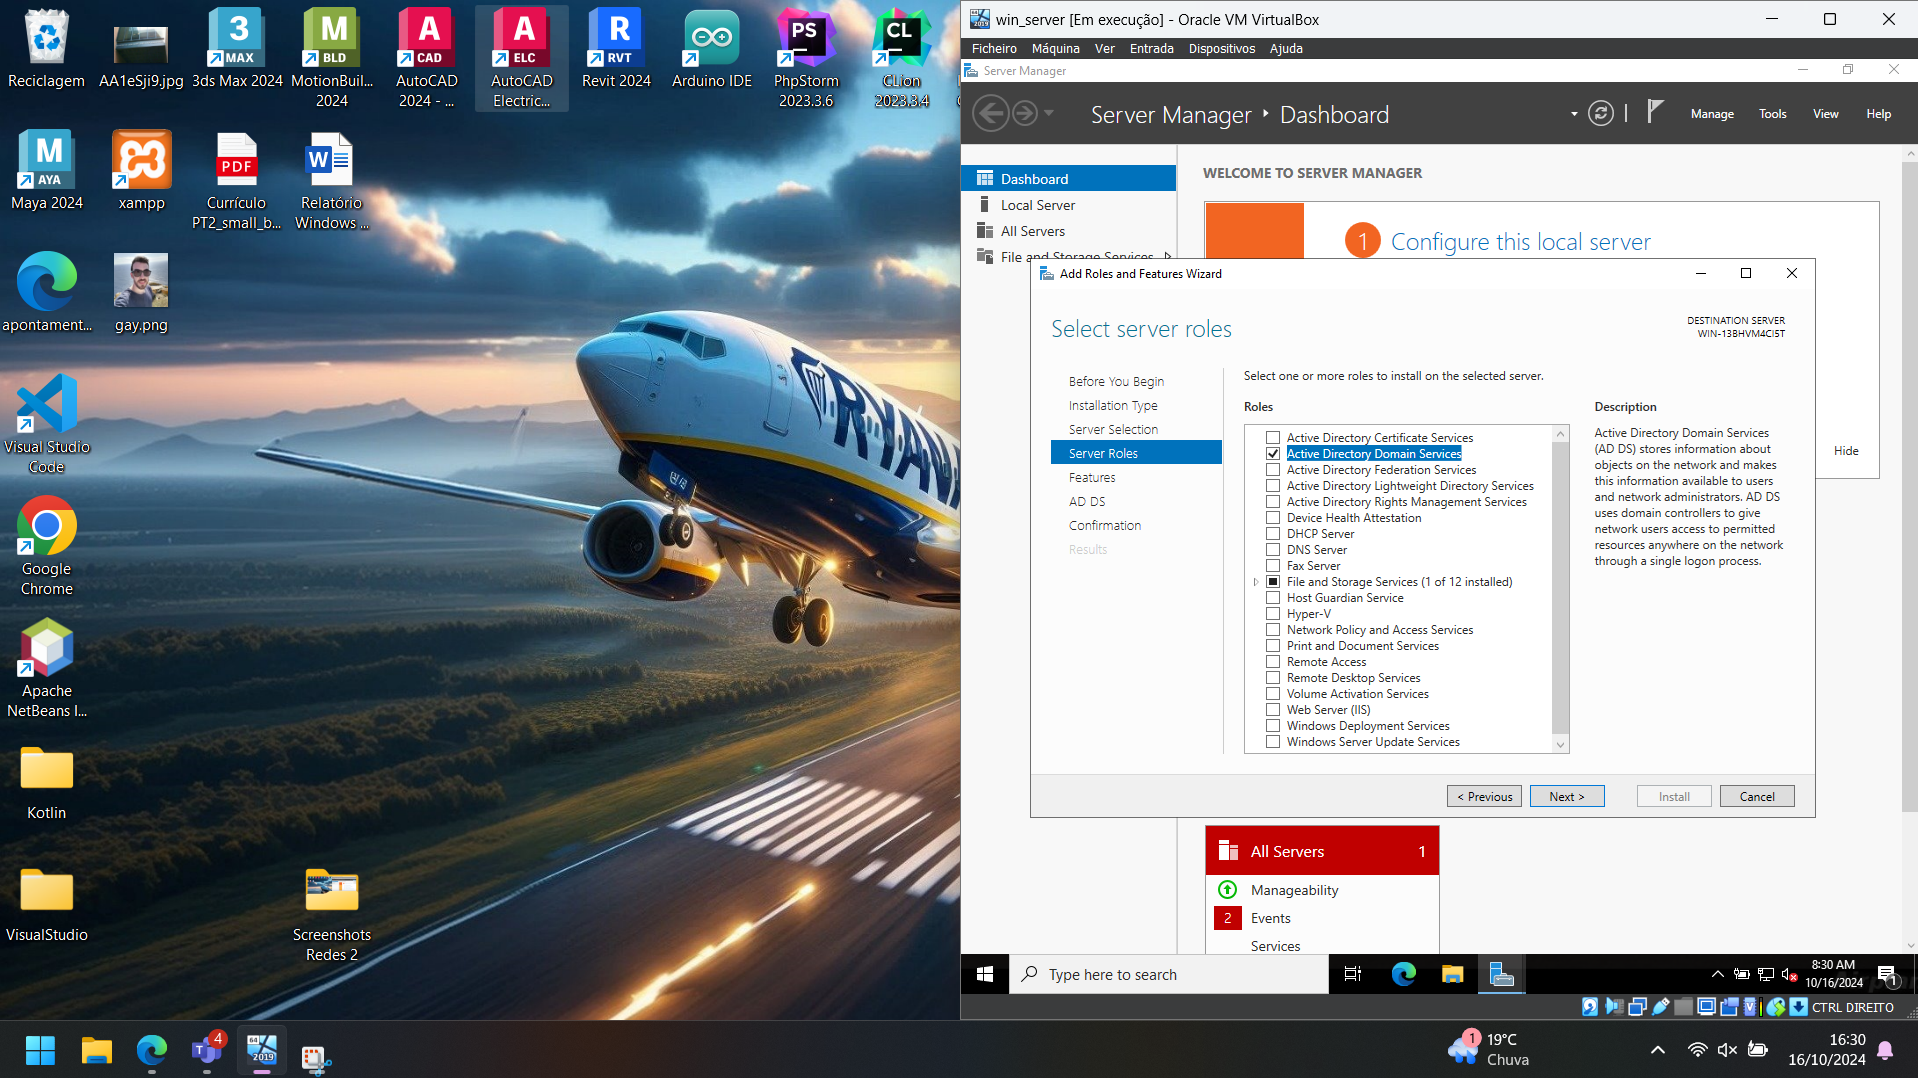 Reciclagem
AA1eSji9.jpg
3ds Max 2024
MotionBuil...
2024
AutoCAD
2024 - ...
AutoCAD
Electric...
Revit 2024
Arduino IDE
PhpStorm
2023.3.6
CLion
2023.3.4
Maya 2024
xampp
Currículo
PT2_small_b...
Relatório
Windows ...
apontament...
gay.png
Visual Studio
Code
Google
Chrome
Apache
NetBeans I...
Kotlin
VisualStudio
Screenshots
Redes 2
RYAN
win_server [Em execução] - Oracle VM VirtualBox
Ficheiro Máquina Ver Entrada Dispositivos Ajuda
Server Manager
Server Manager Dashboard
Manage Tools View Help
Dashboard
Local Server
All Servers
File and Storage Services
WELCOME TO SERVER MANAGER
1 Configure this local server
Hide
Add Roles and Features Wizard
Select server roles
DESTINATION SERVER
WIN-13BHVM4CI5T
Before You Begin
Installation Type
Server Selection
Server Roles
Features
AD DS
Confirmation
Results
Select one or more roles to install on the selected server.
Roles
Active Directory Certificate Services
Active Directory Domain Services
Active Directory Federation Services
Active Directory Lightweight Directory Services
Active Directory Rights Management Services
Device Health Attestation
DHCP Server
DNS Server
Fax Server
File and Storage Services (1 of 12 installed)
Host Guardian Service
Hyper-V
Network Policy and Access Services
Print and Document Services
Remote Access
Remote Desktop Services
Volume Activation Services
Web Server (IIS)
Windows Deployment Services
Windows Server Update Services
Description
Active Directory Domain Services
(AD DS) stores information about
objects on the network and makes
this information available to users
and network administrators. AD DS
uses domain controllers to give
network users access to permitted
resources anywhere on the network
through a single logon process.
< Previous
Next >
Install
Cancel
All Servers 1
Manageability
2 Events
Services
Type here to search
8:30 AM
10/16/2024
1
CTRL DIREITO
4
1
19°C
Chuva
16:30
16/10/2024